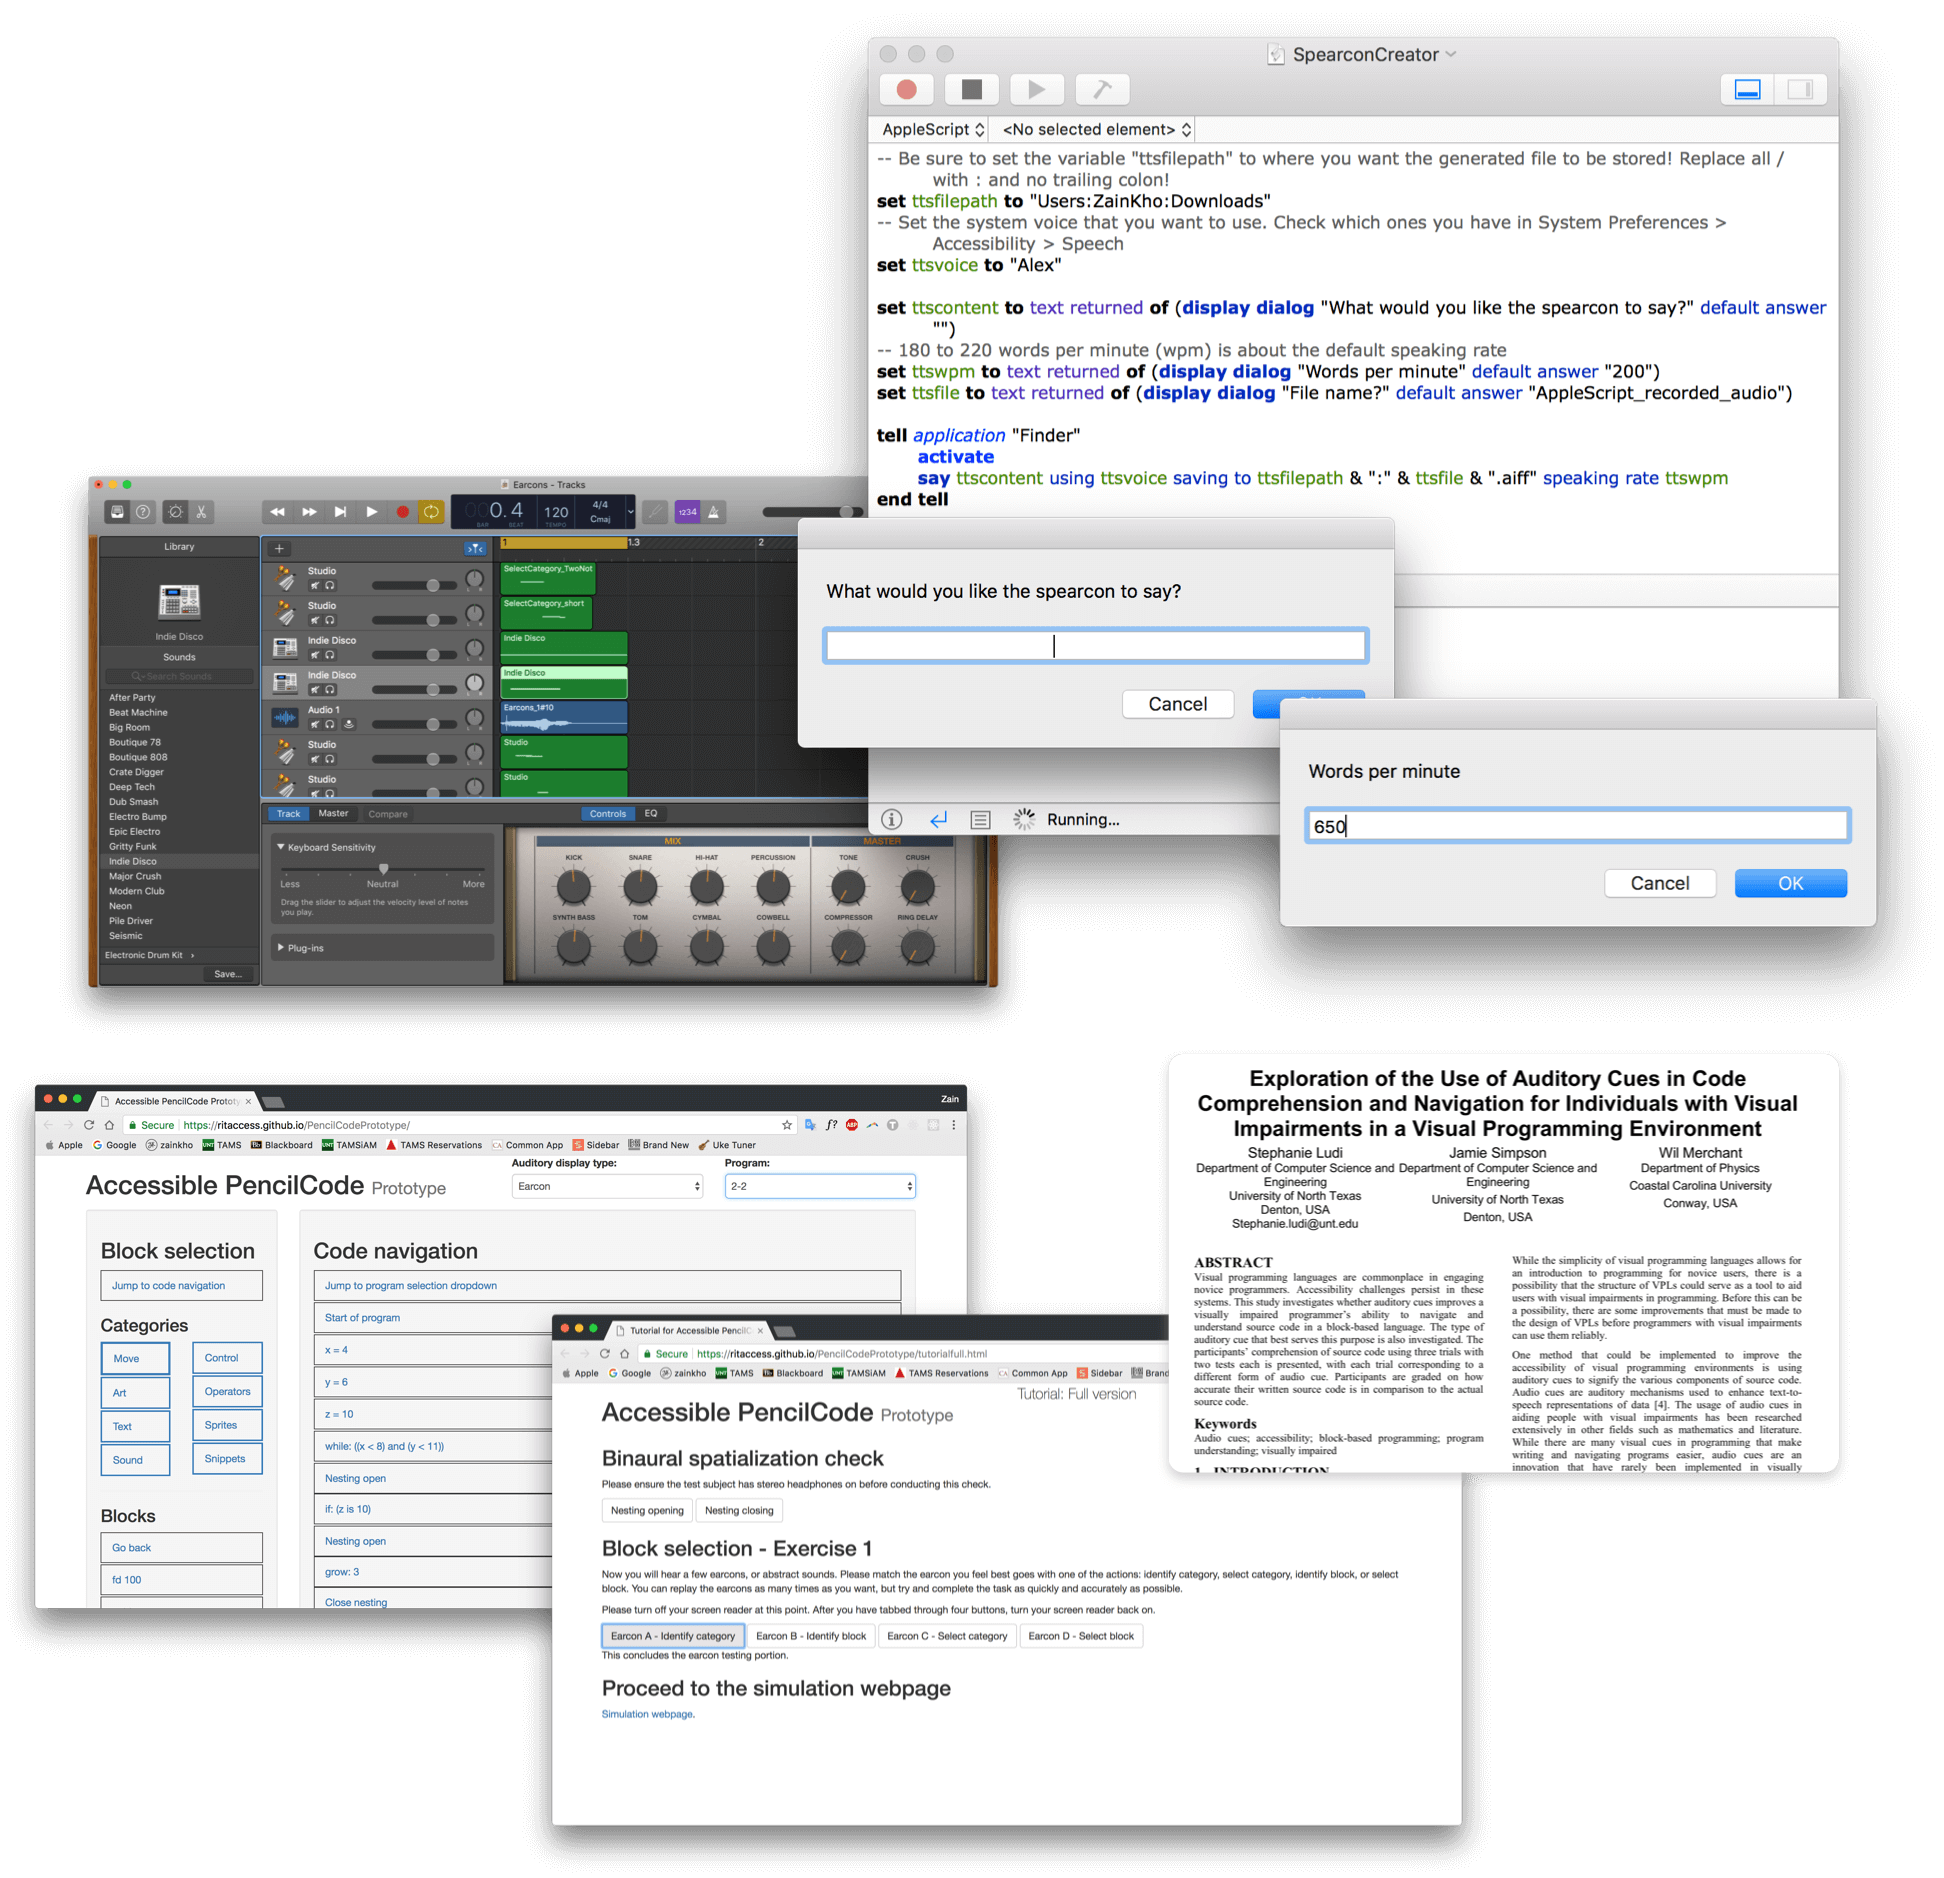 SpearconCreator
AppleScript
<No selected element>
-- Be sure to set the variable "ttsfilepath" to where you want the generated file to be stored! Replace all /
with : and no trailing colon!
set ttsfilepath to "Users:ZainKho:Downloads"
-- Set the system voice that you want to use. Check which ones you have in System Preferences >
Accessibility > Speech
set ttsvoice to "Alex"
set ttscontent to text returned of (display dialog "What would you like the spearcon to say?" default answer
"")
-- 180 to 220 words per minute (wpm) is about the default speaking rate
set ttswpm to text returned of (display dialog "Words per minute" default answer "200")
set ttsfile to text returned of (display dialog "File name?" default answer "AppleScript_recorded_audio")
tell application "Finder"
activate
say ttscontent using ttsvoice saving to ttsfilepath & ":" & ttsfile & ".aiff" speaking rate ttswpm
end tell
What would you like the spearcon to say?
Cancel
Running...
Words per minute
650
Cancel
OK
Earcons - Tracks
0. 4
BAR
BEAT
120
TEMPO
4/4
Cmaj
1234
Library
Indie Disco
Sounds
Search Sounds
After Party
Beat Machine
Big Room
Boutique 78
Boutique 808
Crate Digger
Deep Tech
Dub Smash
Electro Bump
Epic Electro
Gritty Funk
Indie Disco
Major Crush
Modern Club
Neon
Pile Driver
Seismic
Electronic Drum Kit
Save...
1
1.3
2
Studio
SelectCategory_TwoNot
Studio
SelectCategory_short
Indie Disco
Indie Disco
Indie Disco
Indie Disco
Audio 1
Earcons_1#10
Studio
Studio
Studio
Studio
Track
Master
Compare
Controls
EQ
Keyboard Sensitivity
Less
Neutral
More
Drag the slider to adjust the velocity level of notes
you play.
Plug-ins
MIX
MASTER
KICK
SNARE
HI-HAT
PERCUSSION
TONE
CRUSH
SYNTH BASS
TOM
CYMBAL
COWBELL
COMPRESSOR
RING DELAY
Accessible PencilCode Prototy
Zain
Secure
https://ritaccess.github.io/PencilCodePrototype/
Apple
Google
zainkho
TAMS
Blackboard
TAMSiAM
TAMS Reservations
Common App
Sidebar
Brand New
Uke Tuner
Accessible PencilCode Prototype
Auditory display type:
Earcon
Program:
2-2
Block selection
Jump to code navigation
Categories
Move
Control
Art
Operators
Text
Sprites
Sound
Snippets
Blocks
Go back
fd 100
Code navigation
Jump to program selection dropdown
Start of program
x = 4
y = 6
z = 10
while: ((x < 8) and (y < 11))
Nesting open
if: (z is 10)
Nesting open
grow: 3
Close nesting
Tutorial for Accessible Pencil
Secure
https://ritaccess.github.io/PencilCodePrototype/tutorialfull.html
Apple
Google
zainkho
TAMS
Blackboard
TAMSiAM
TAMS Reservations
Common App
Sidebar
Brand
Tutorial: Full version
Accessible PencilCode Prototype
Binaural spatialization check
Please ensure the test subject has stereo headphones on before conducting this check.
Nesting opening
Nesting closing
Block selection - Exercise 1
Now you will hear a few earcons, or abstract sounds. Please match the earcon you feel best goes with one of the actions: identify category, select category, identify block, or select
block. You can replay the earcons as many times as you want, but try and complete the task as quickly and accurately as possible.
Please turn off your screen reader at this point. After you have tabbed through four buttons, turn your screen reader back on.
Earcon A - Identify category
Earcon B - Identify block
Earcon C - Select category
Earcon D - Select block
This concludes the earcon testing portion.
Proceed to the simulation webpage
Simulation webpage.
Exploration of the Use of Auditory Cues in Code
Comprehension and Navigation for Individuals with Visual
Impairments in a Visual Programming Environment
Stephanie Ludi
Department of Computer Science and
Engineering
University of North Texas
Denton, USA
Stephanie.ludi@unt.edu
Jamie Simpson
Department of Computer Science and
Engineering
University of North Texas
Denton, USA
Wil Merchant
Department of Physics
Coastal Carolina University
Conway, USA
ABSTRACT
Visual programming languages are commonplace in engaging
novice programmers. Accessibility challenges persist in these
systems. This study investigates whether auditory cues improves a
visually impaired programmer's ability to navigate and
understand source code in a block-based language. The type of
auditory cue that best serves this purpose is also investigated. The
participants' comprehension of source code using three trials with
two tests each is presented, with each trial corresponding to a
different form of audio cue. Participants are graded on how
accurate their written source code is in comparison to the actual
source code.
Keywords
Audio cues; accessibility; block-based programming; program
understanding; visually impaired
1. INTRODUCTION
While the simplicity of visual programming languages allows for
an introduction to programming for novice users, there is a
possibility that the structure of VPLs could serve as a tool to aid
users with visual impairments in programming. Before this can be
a possibility, there are some improvements that must be made to
the design of VPLs before programmers with visual impairments
can use them reliably.
One method that could be implemented to improve the
accessibility of visual programming environments is using
auditory cues to signify the various components of source code.
Audio cues are auditory mechanisms used to enhance text-to-
speech representations of data [4]. The usage of audio cues in
aiding people with visual impairments has been researched
extensively in other fields such as mathematics and literature.
While there are many visual cues in programming that make
writing and navigating programs easier, audio cues are an
innovation that have rarely been implemented in visually